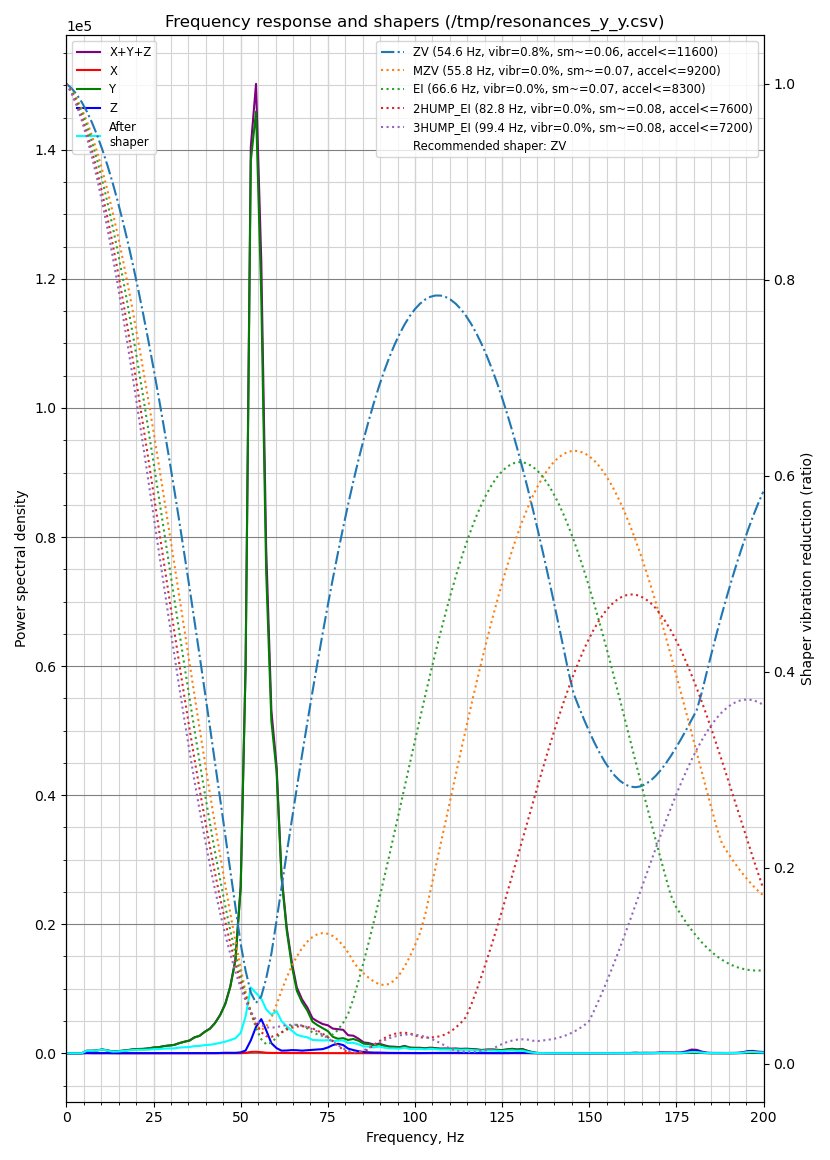 Frequency response and shapers (/tmp/resonances_y_y.csv)
1e5
X+Y+Z
X
Y
Z
After
shaper
ZV (54.6 Hz, vibr=0.8%, sm~=0.06, accel<=11600)
MZV (55.8 Hz, vibr=0.0%, sm~=0.07, accel<=9200)
EI (66.6 Hz, vibr=0.0%, sm~=0.07, accel<=8300)
2HUMP_EI (82.8 Hz, vibr=0.0%, sm~=0.08, accel<=7600)
3HUMP_EI (99.4 Hz, vibr=0.0%, sm~=0.08, accel<=7200)
Recommended shaper: ZV
Power spectral density
1.4
1.2
1.0
0.8
0.6
0.4
0.2
0.0
1.0
0.8
0.6
0.4
0.2
0.0
Shaper vibration reduction (ratio)
0 25 50 75 100 125 150 175 200
Frequency, Hz